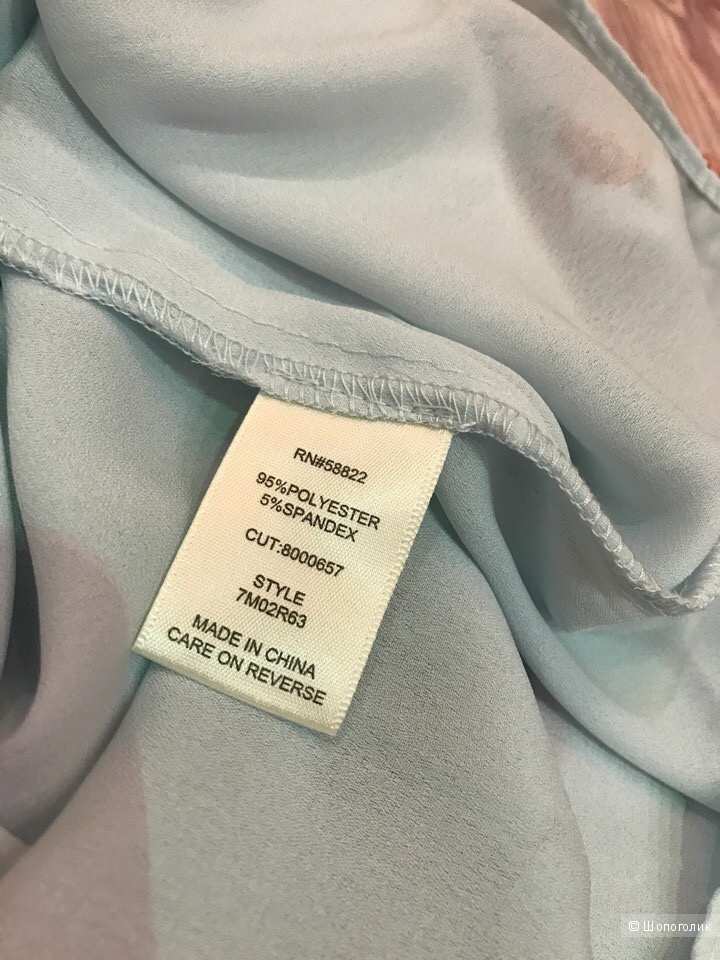 RN#58822
95%POLYESTER
5%SPANDEX
CUT:8000657
STYLE
7M02R63
MADE IN CHINA
CARE ON REVERSE
© Шопоголик